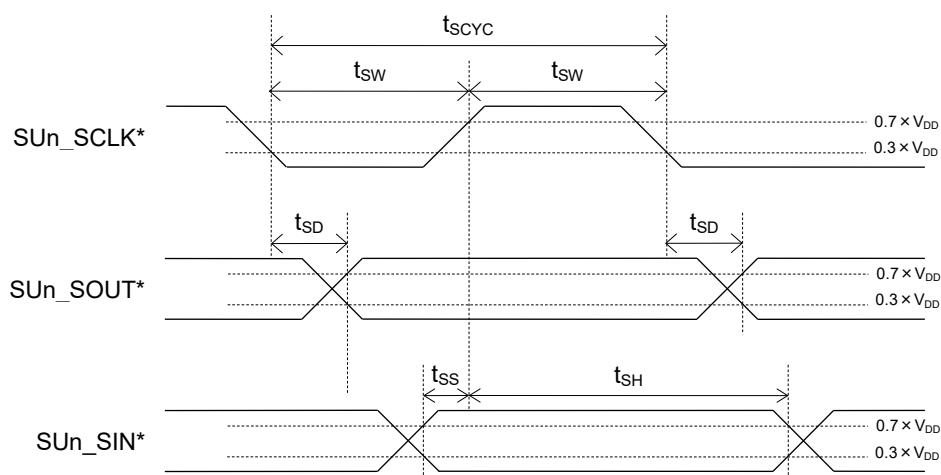 tSCYC
tSW tSW
SUn_SCLK*
0.7 × VDD
0.3 × VDD
tSD tSD
SUn_SOUT*
0.7 × VDD
0.3 × VDD
tSS tSH
SUn_SIN*
0.7 × VDD
0.3 × VDD